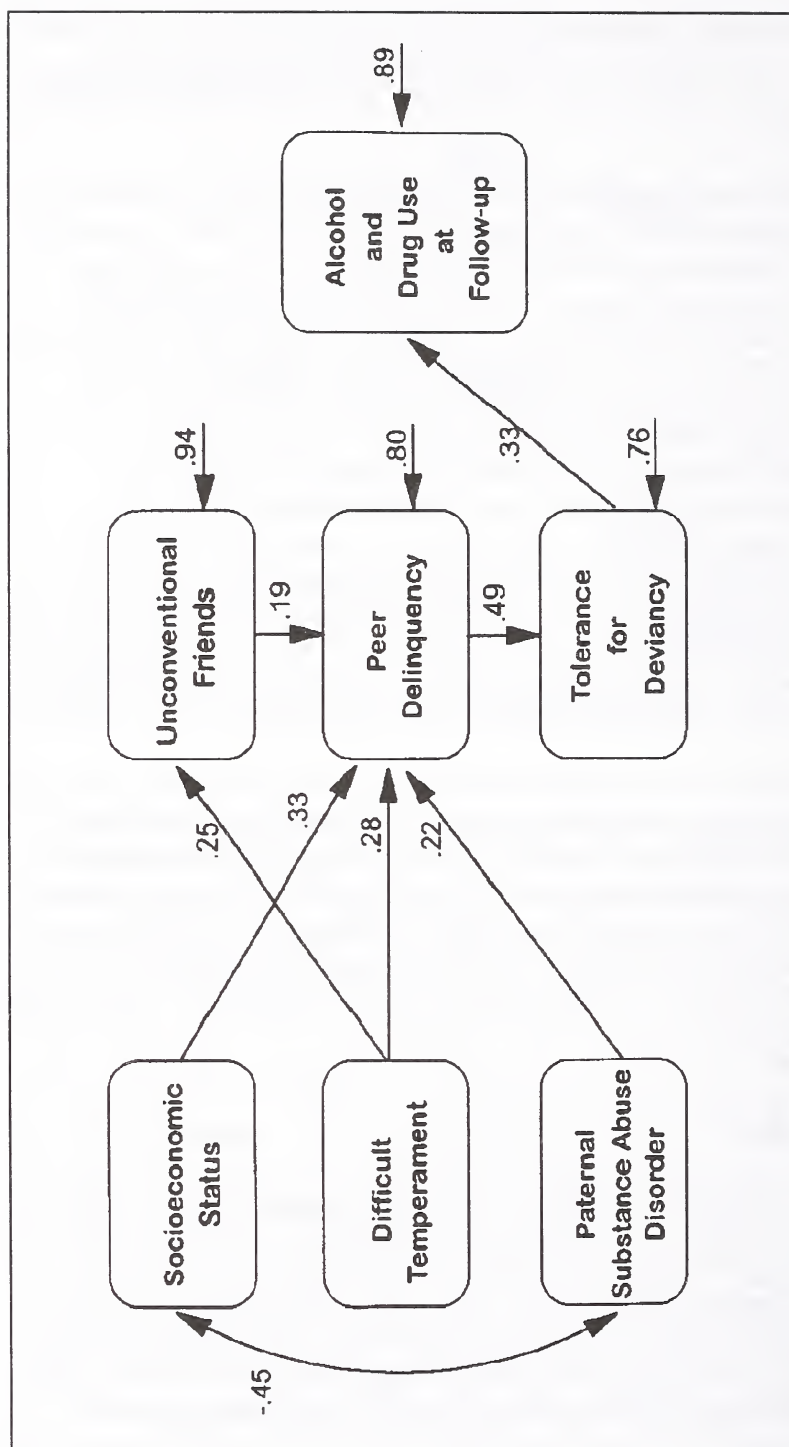 -.45
Socioeconomic
Status
Difficult
Temperament
Paternal
Substance Abuse
Disorder
.25
.33
.28
.22
Unconventional
Friends
.94
.19
Peer
Delinquency
.80
.49
Tolerance
for
Deviancy
.76
.33
Alcohol
and
Drug Use
at
Follow-up
.89